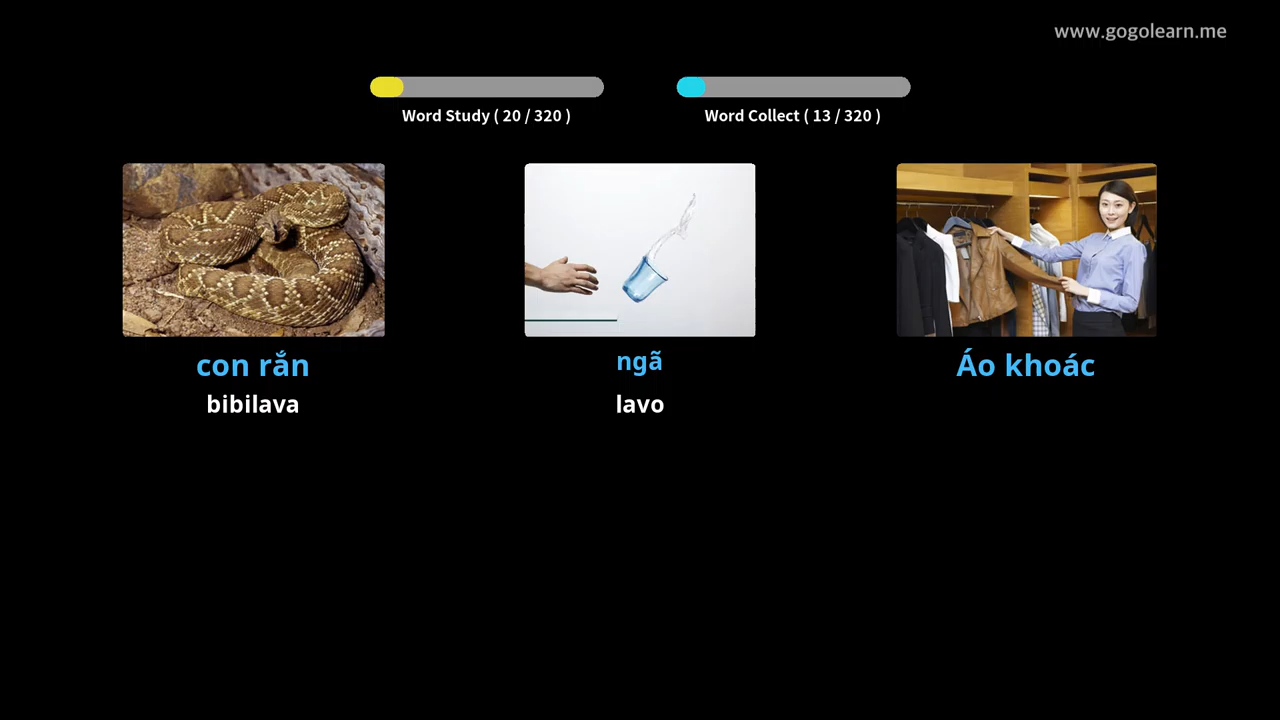 www.gogolearn.me
Word Study ( 20 / 320 )
Word Collect ( 13 / 320 )
con rắn
bibilava
ngã
lavo
Áo khoác